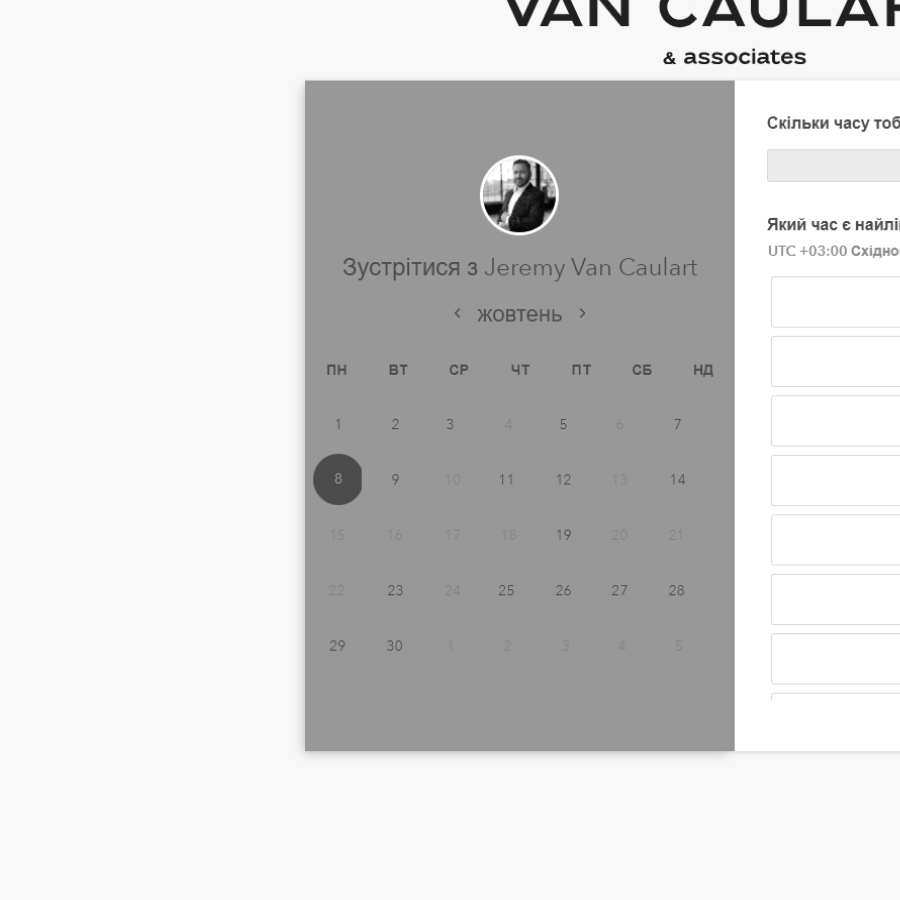 VAN CAULAR
& associates
Зустрітися з Jeremy Van Caulart
< жовтень >
ПН ВТ СР ЧТ ПТ СБ НД
1 2 3 4 5 6 7
8 9 10 11 12 13 14
15 16 17 18 19 20 21
22 23 24 25 26 27 28
29 30 1 2 3 4 5
Скільки часу тоб
Який час є найлі
UTC +03:00 Східно